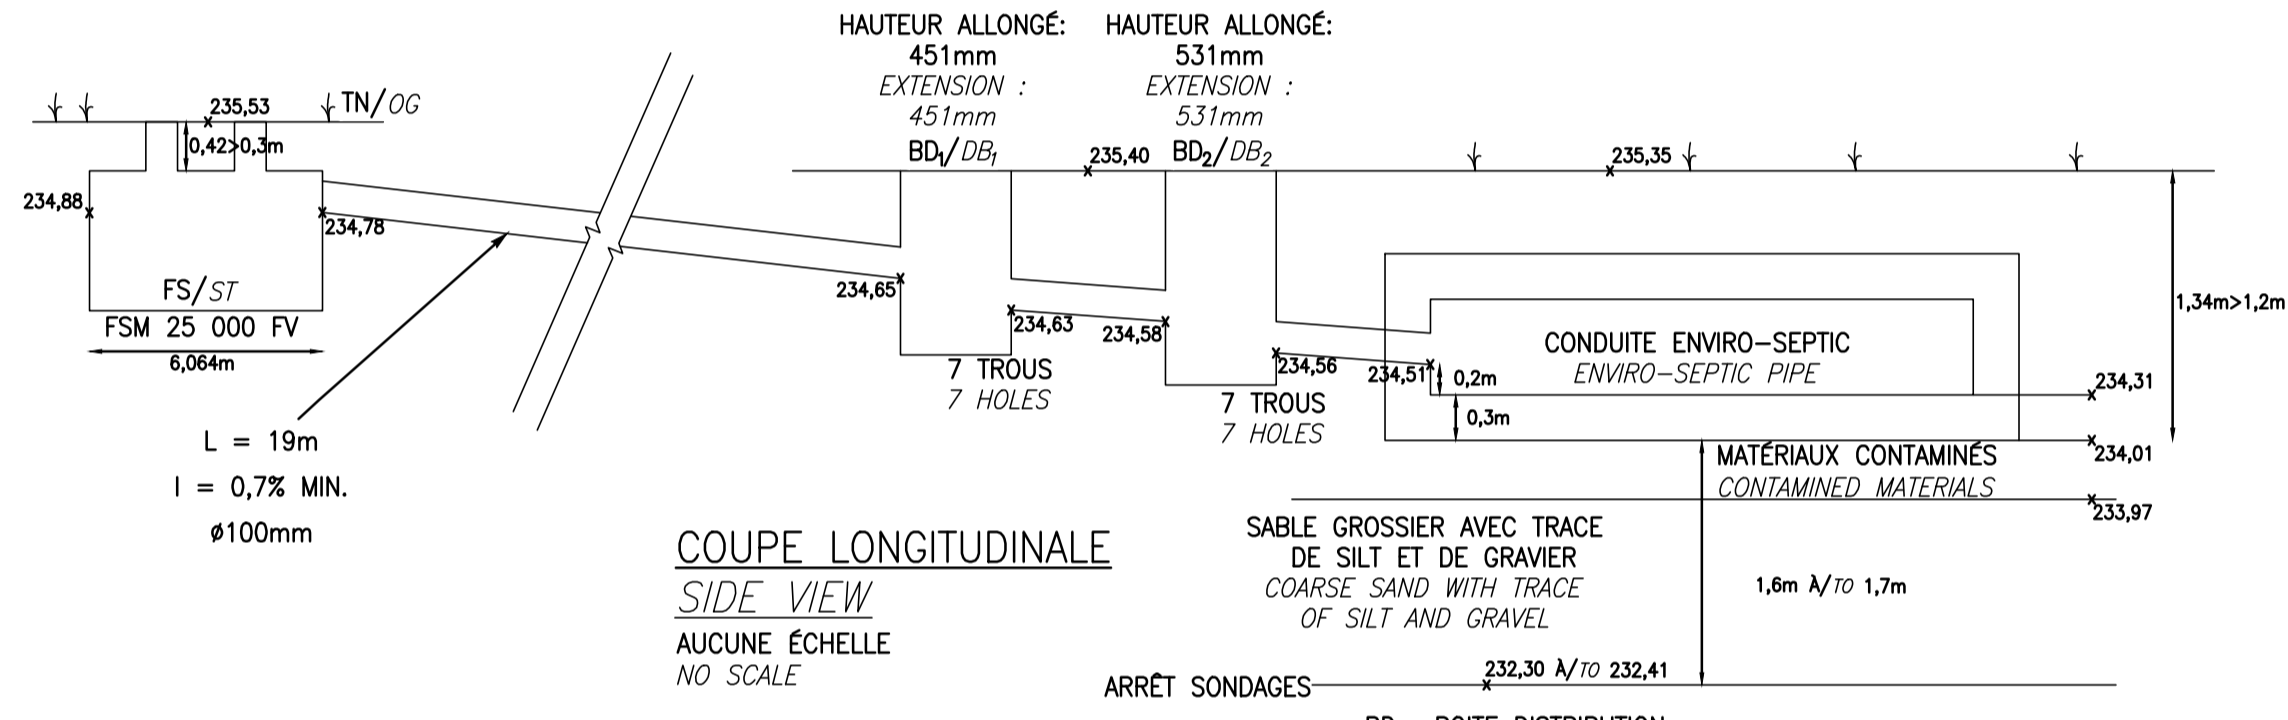 HAUTEUR ALLONGÉ:
451mm
EXTENSION :
451mm
BD1/DB1
HAUTEUR ALLONGÉ:
531mm
EXTENSION :
531mm
BD2/DB2
235,53
TN/OG
0,42>0,3m
234,88
234,78
FS/ST
FSM 25 000 FV
6,064m
L = 19m
I = 0,7% MIN.
ø100mm
235,40
235,35
234,65
234,63
234,58
7 TROUS
7 HOLES
234,56
234,51
7 TROUS
7 HOLES
CONDUITE ENVIRO-SEPTIC
ENVIRO-SEPTIC PIPE
0,2m
0,3m
1,34m>1,2m
234,31
234,01
MATÉRIAUX CONTAMINÉS
CONTAMINED MATERIALS
233,97
COUPE LONGITUDINALE
SIDE VIEW
AUCUNE ÉCHELLE
NO SCALE
SABLE GROSSIER AVEC TRACE
DE SILT ET DE GRAVIER
COARSE SAND WITH TRACE
OF SILT AND GRAVEL
1,6m À/TO 1,7m
232,30 À/TO 232,41
ARRÊT SONDAGES